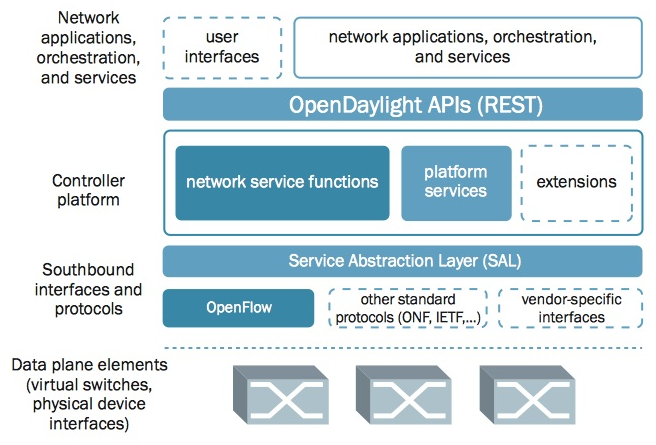 Network
applications,
orchestration,
and services
user
interfaces
network applications, orchestration,
and services
OpenDaylight APIs (REST)
Controller
platform
network service functions
platform
services
extensions
Service Abstraction Layer (SAL)
Southbound
interfaces and
protocols
OpenFlow
other standard
protocols (ONF, IETF,...)
vendor-specific
interfaces
Data plane elements
(virtual switches,
physical device
interfaces)